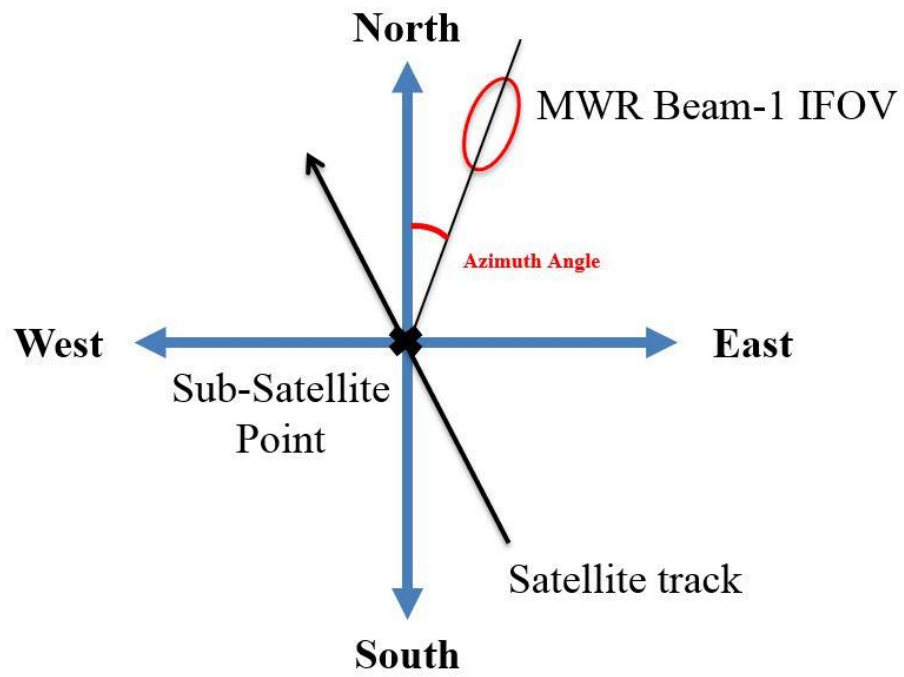 North
MWR Beam-1 IFOV
Azimuth Angle
West
East
Sub-Satellite
Point
Satellite track
South